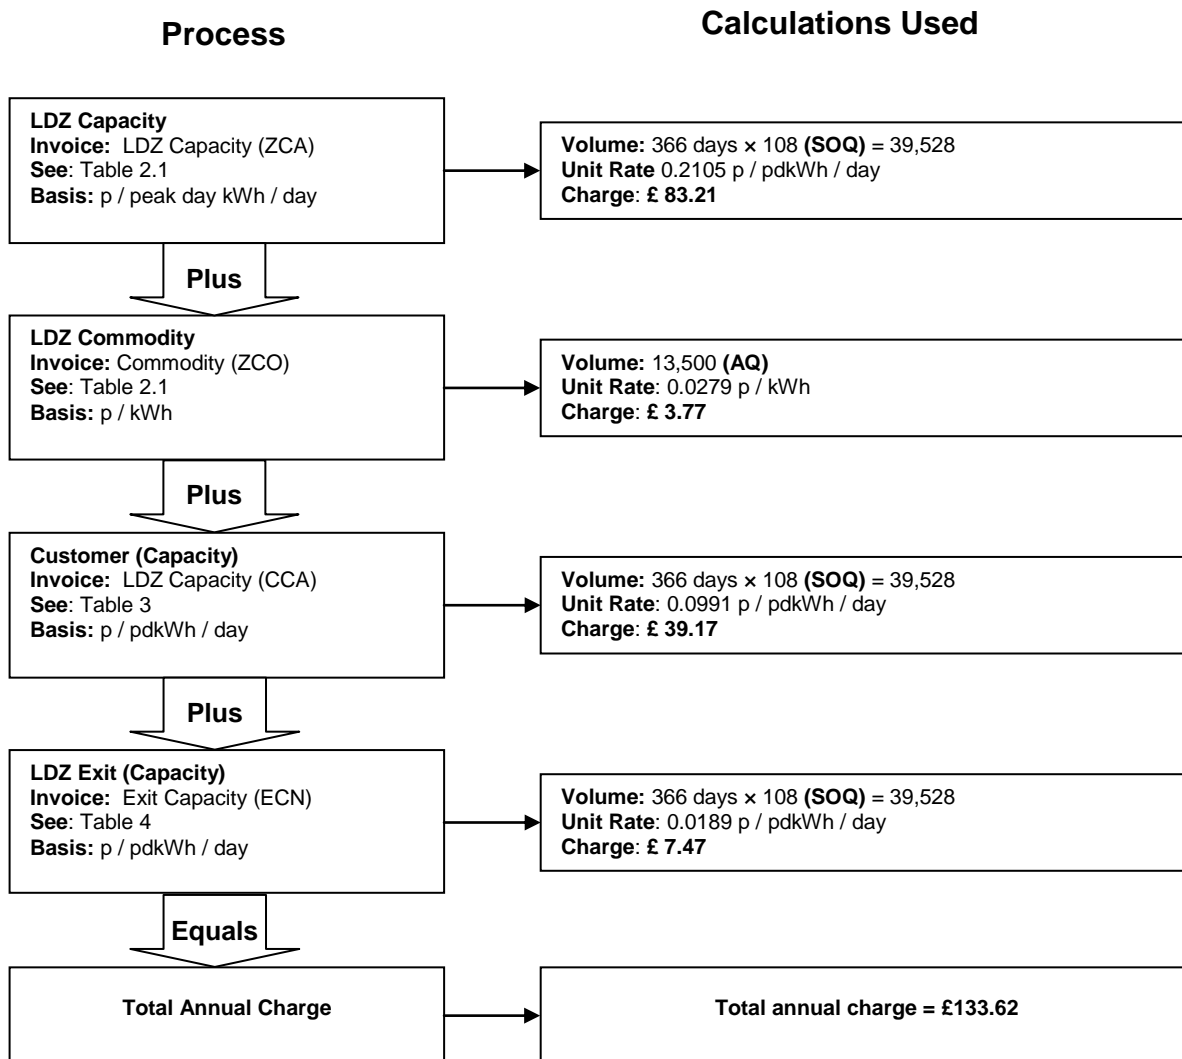 Process
Calculations Used
LDZ Capacity
Invoice: LDZ Capacity (ZCA)
See: Table 2.1
Basis: p / peak day kWh / day
Volume: 366 days × 108 (SOQ) = 39,528
Unit Rate 0.2105 p / pdkWh / day
Charge: £ 83.21
Plus
LDZ Commodity
Invoice: Commodity (ZCO)
See: Table 2.1
Basis: p / kWh
Volume: 13,500 (AQ)
Unit Rate: 0.0279 p / kWh
Charge: £ 3.77
Plus
Customer (Capacity)
Invoice: LDZ Capacity (CCA)
See: Table 3
Basis: p / pdkWh / day
Volume: 366 days × 108 (SOQ) = 39,528
Unit Rate: 0.0991 p / pdkWh / day
Charge: £ 39.17
Plus
LDZ Exit (Capacity)
Invoice: Exit Capacity (ECN)
See: Table 4
Basis: p / pdkWh / day
Volume: 366 days × 108 (SOQ) = 39,528
Unit Rate: 0.0189 p / pdkWh / day
Charge: £ 7.47
Equals
Total Annual Charge
Total annual charge = £133.62